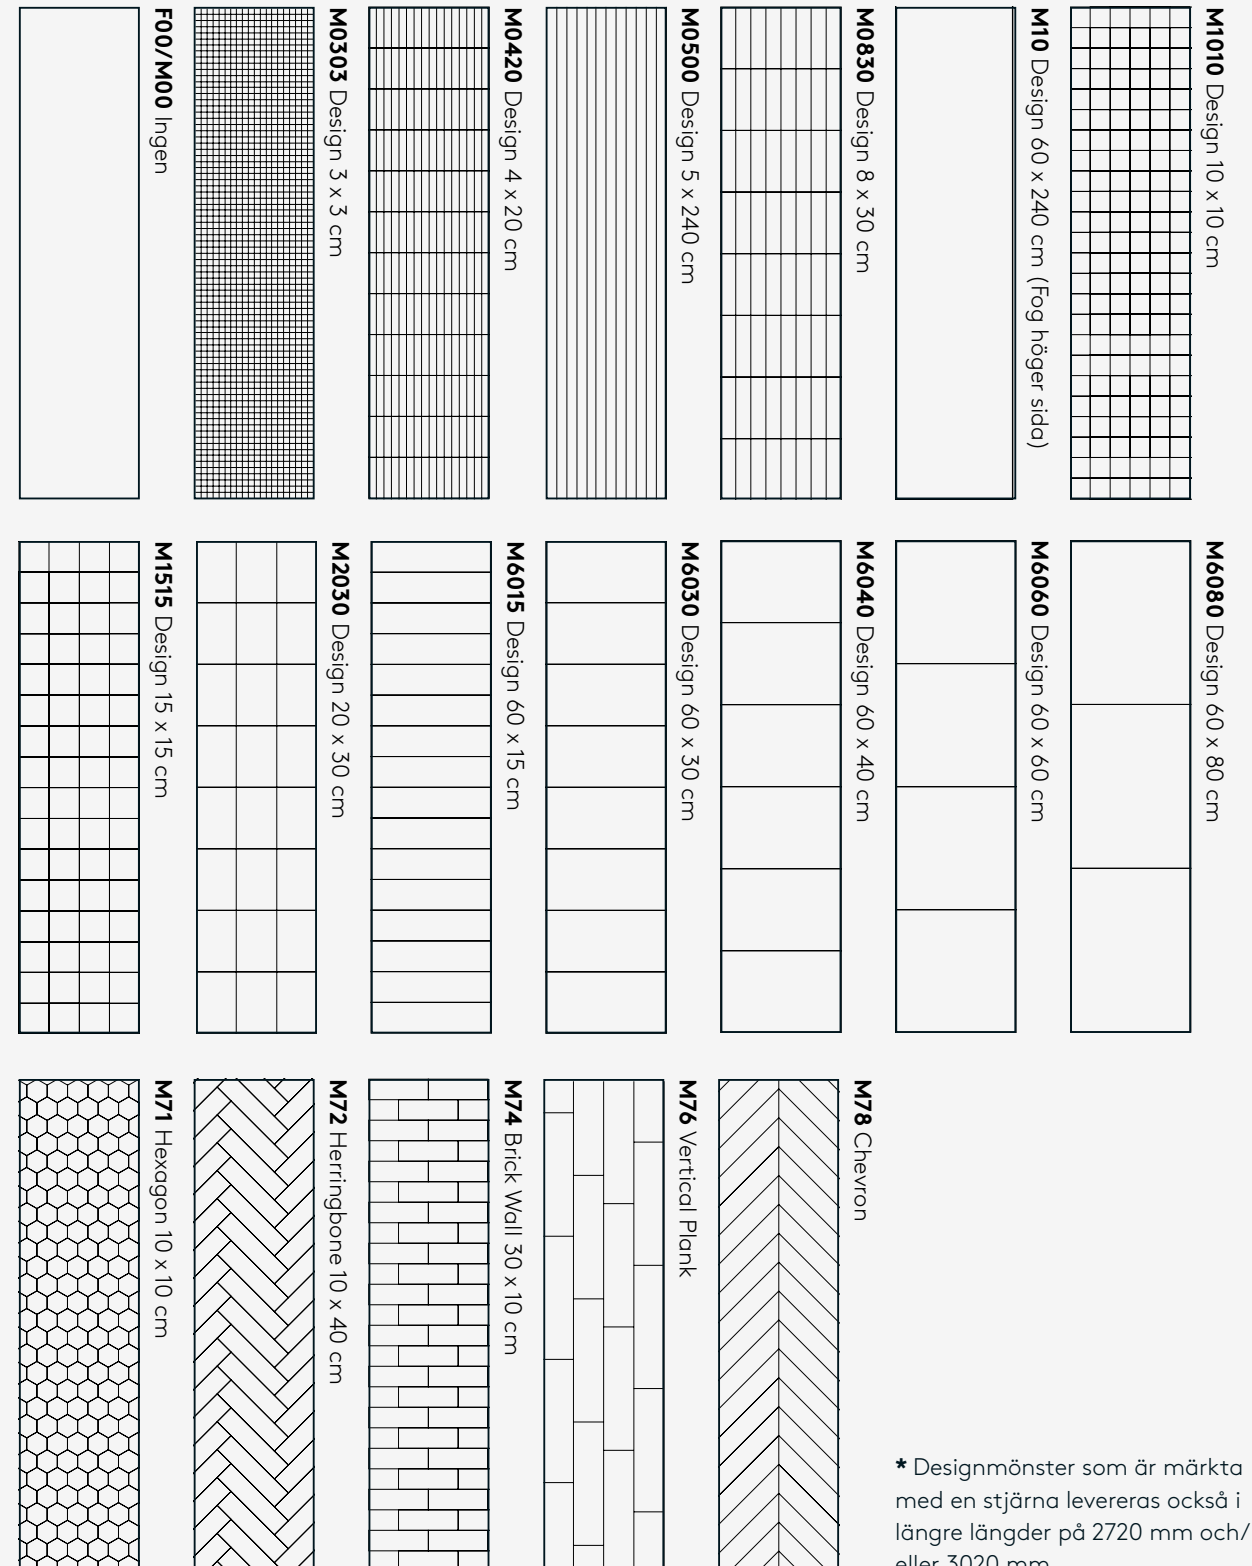 F00/M00 Ingen
M0303 Design 3 x 3 cm
M0420 Design 4 x 20 cm
M0500 Design 5 x 240 cm
M0830 Design 8 x 30 cm
M10 Design 60 x 240 cm (Fog höger sida)
M1010 Design 10 x 10 cm
M1515 Design 15 x 15 cm
M2030 Design 20 x 30 cm
M6015 Design 60 x 15 cm
M6030 Design 60 x 30 cm
M6040 Design 60 x 40 cm
M6060 Design 60 x 60 cm
M6080 Design 60 x 80 cm
M71 Hexagon 10 x 10 cm
M72 Herringbone 10 x 40 cm
M74 Brick Wall 30 x 10 cm
M76 Vertical Plank
M78 Chevron
* Designmönster som är märkta
med en stjärna levereras också i
längre längder på 2720 mm och/
eller 3020 mm